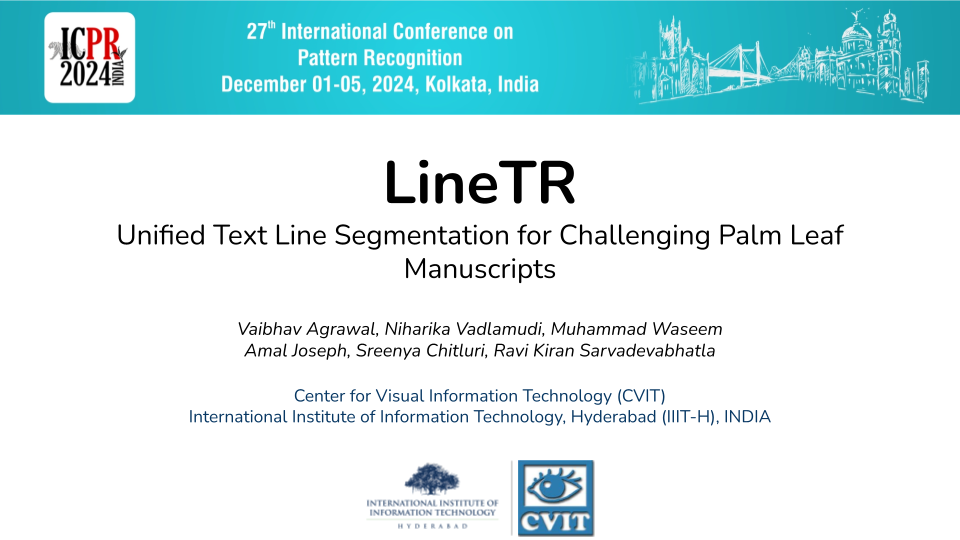 ICPR
2024
INDIA
27th International Conference on
Pattern Recognition
December 01-05, 2024, Kolkata, India
LineTR
Unified Text Line Segmentation for Challenging Palm Leaf
Manuscripts
Vaibhav Agrawal, Niharika Vadlamudi, Muhammad Waseem
Amal Joseph, Sreenya Chitluri, Ravi Kiran Sarvadevabhatla
Center for Visual Information Technology (CVIT)
International Institute of Information Technology, Hyderabad (IIIT-H), INDIA
INTERNATIONAL INSTITUTE OF
INFORMATION TECHNOLOGY
HYDERABAD
CVIT